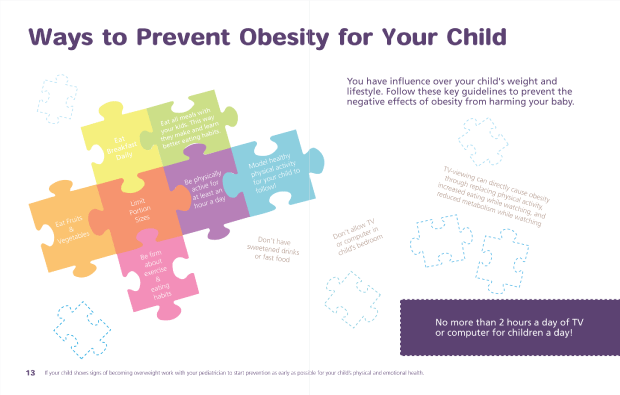 Ways to Prevent Obesity for Your Child
You have influence over your child's weight and
lifestyle. Follow these key guidelines to prevent the
negative effects of obesity from harming your baby.
Eat
Breakfast
Daily
Eat all meals with
your kids. This way
they make and learn
better eating habits
Be physically
active for
at least an
hour a day
Model healthy
physical activity
for your child to
follow!
Eat Fruits
&
Vegetables
Limit
Portion
Sizes
Be firm
about
exercise
&
eating
habits
Don't have
sweetened drinks
or fast food
Don't allow TV
or computer in
child's bedroom
TV-viewing can directly cause obesity
through replacing physical activity,
increased eating while watching, and
reduced metabolism while watching
No more than 2 hours a day of TV
or computer for children a day!
13 If your child shows signs of becoming overweight work with your pediatrician to start prevention as early as possible for your child's physical and emotional health.